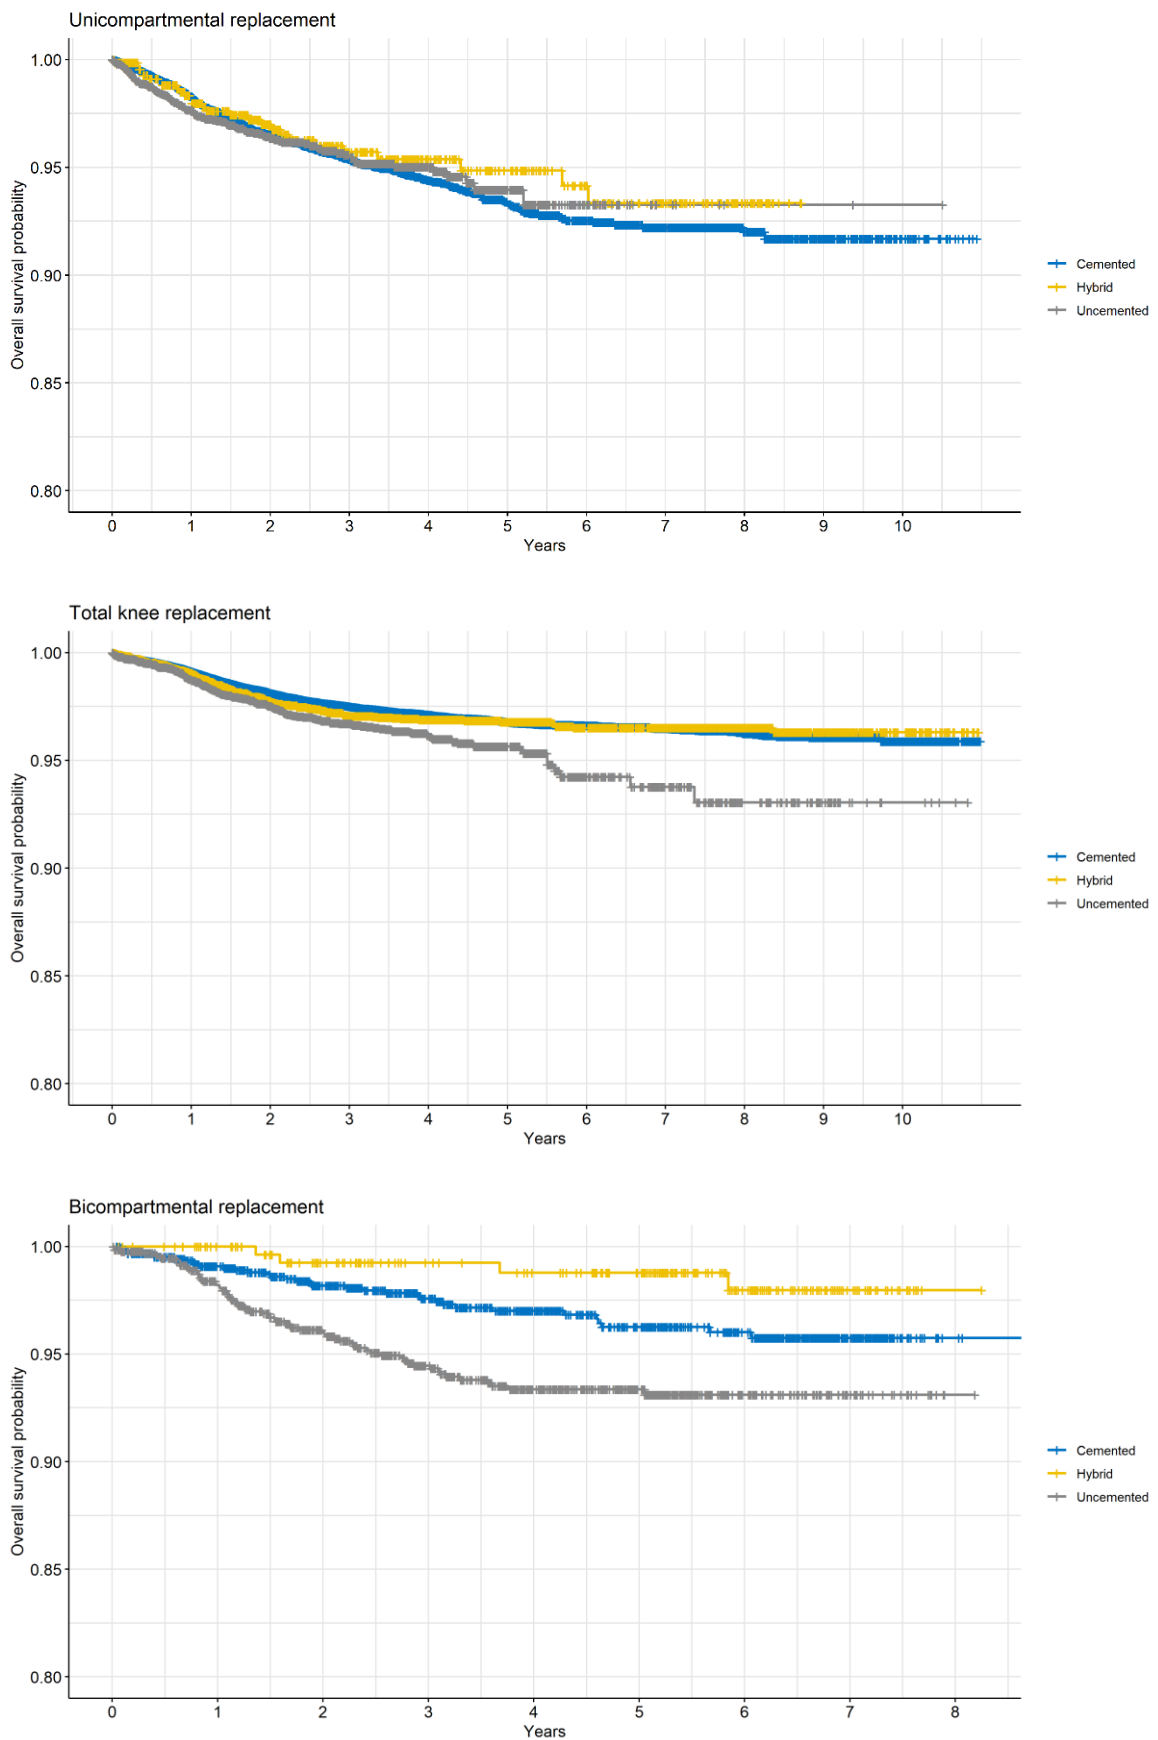 Unicompartmental replacement
Overall survival probability
1.00
0.95
0.90
0.85
0.80
0 1 2 3 4 5 6 7 8 9 10
Years
Cemented
Hybrid
Uncemented
Total knee replacement
Overall survival probability
1.00
0.95
0.90
0.85
0.80
0 1 2 3 4 5 6 7 8 9 10
Years
Cemented
Hybrid
Uncemented
Bicompartmental replacement
Overall survival probability
1.00
0.95
0.90
0.85
0.80
0 1 2 3 4 5 6 7 8
Years
Cemented
Hybrid
Uncemented